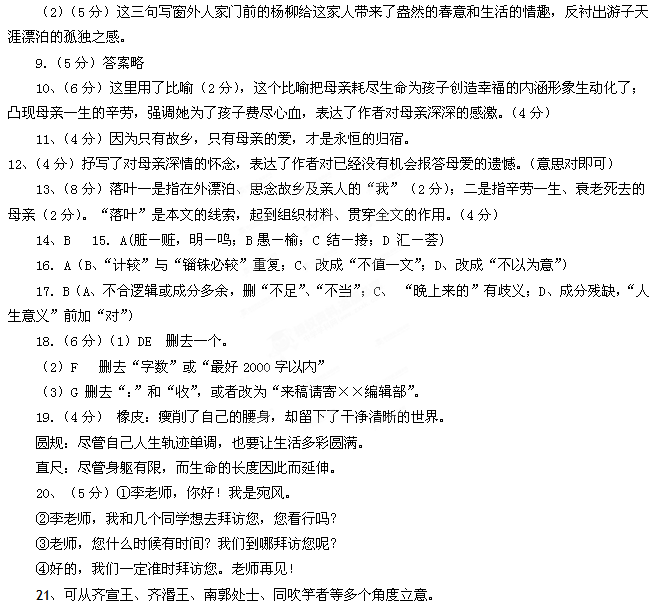 (2)(5分)这三句写窗外人家门前的杨柳给这家人带来了盎然的春意和生活的情趣，反衬出游子天
涯漂泊的孤独之感。
9.(5分)答案略
10、(6分)这里用了比喻(2分)，这个比喻把母亲耗尽生命为孩子创造幸福的内涵形象生动化了；
凸现母亲一生的辛劳，强调她为了孩子费尽心血，表达了作者对母亲深深的感激。(4分)
11、(4分)因为只有故乡，只有母亲的爱，才是永恒的归宿。
12、(4分)抒写了对母亲深情的怀念，表达了作者对已经没有机会报答母爱的遗憾。(意思对即可)
13、(8分)落叶一是指在外漂泊、思念故乡及亲人的“我”(2分)；二是指辛劳一生、衰老死去的
母亲(2分)。“落叶”是本文的线索，起到组织材料、贯穿全文的作用。(4分)
14、B  15. A(脏一赃，明一鸣；B愚一榆；C 结一接；D 汇一荟)
16. A(B、“计较”与“锱铢必较”重复；C、改成“不值一文”；D、改成“不以为意”)
17. B(A、不合逻辑或成分多余，删“不足”、“不当”；C、 “晚上来的”有歧义；D、成分残缺，“人
生意义”前加“对”)
18.(6分)(1)DE 删去一个。
(2)F  删去“字数”或“最好2000字以内”
(3)G 删去“：”和“收”，或者改为“来稿请寄××编辑部”。
19.(4分) 橡皮：瘦削了自己的腰身，却留下了干净清晰的世界。
圆规：尽管自己人生轨迹单调，也要让生活多彩圆满。
直尺：尽管身躯有限，而生命的长度因此而延伸。
20、(5分)①李老师，你好！我是宛风。
②李老师，我和几个同学想去拜访您，您看行吗？
③老师，您什么时候有时间？我们到哪拜访您呢？
④好的，我们一定准时拜访您。老师再见！
21、可从齐宣王、齐湣王、南郭处士、同吹竽者等多个角度立意。